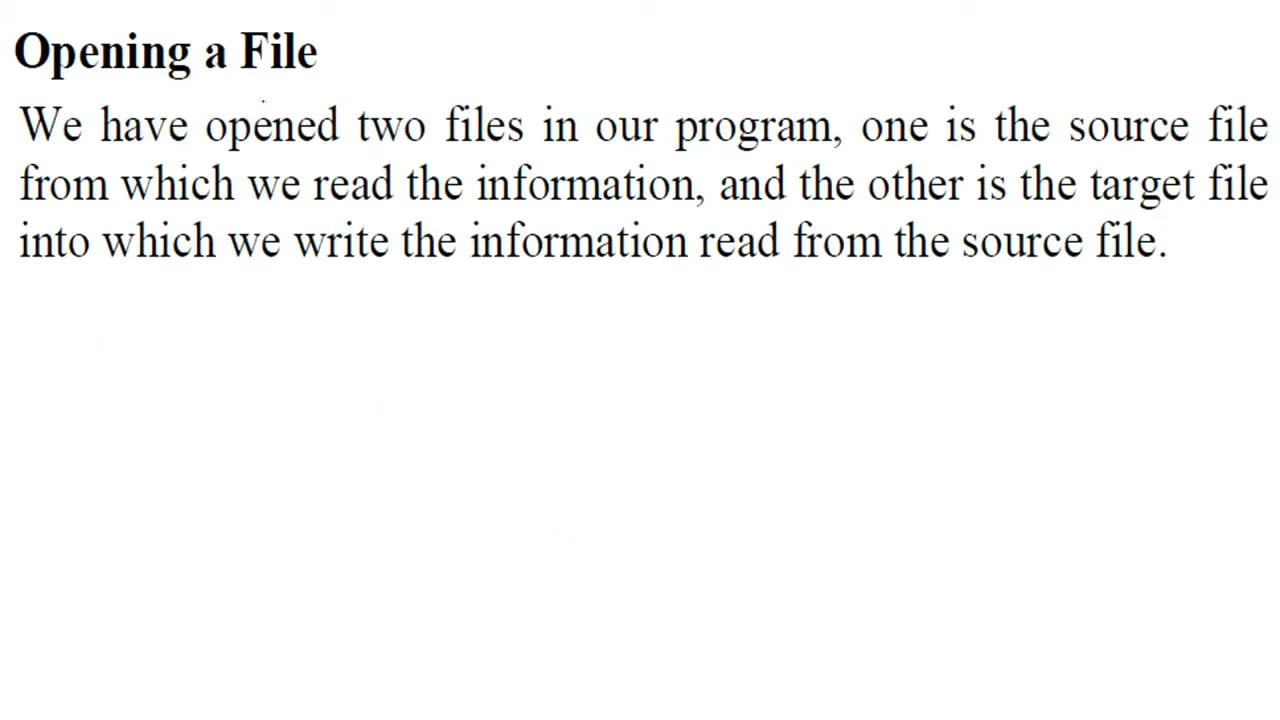 Opening a File
We have opened two files in our program, one is the source file
from which we read the information, and the other is the target file
into which we write the information read from the source file.